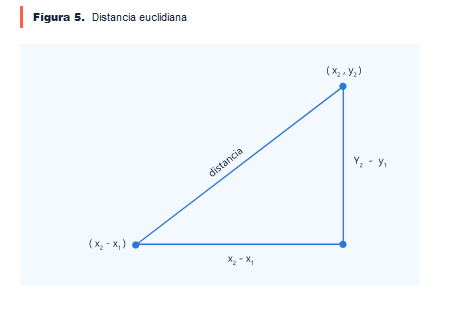 Figura 5. Distancia euclidiana
(x₂, y₂)
distancia
Y₂ - y₁
(x₂ - x₁)
x₂ - x₁